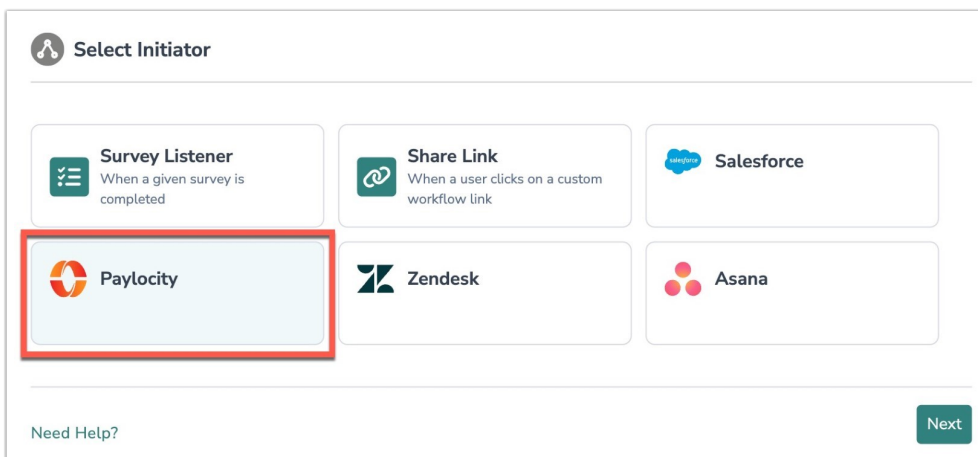 Select Initiator
Survey Listener
When a given survey is
completed
Share Link
When a user clicks on a custom
workflow link
salesforce
Salesforce
Paylocity
Zendesk
Asana
Need Help?
Next